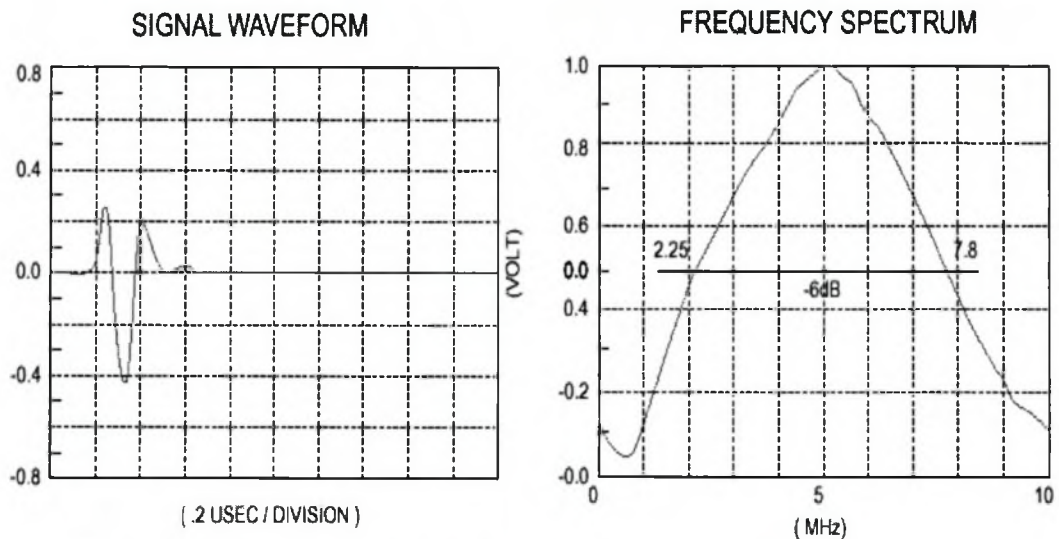 SIGNAL WAVEFORM
0.8
0.4
0.0
-0.4
-0.8
( .2 USEC / DIVISION )
(VOLT)
FREQUENCY SPECTRUM
1.0
0.8
0.6
0.0
0.4
-0.2
-0.0
2.25
7.8
-6dB
0
5
10
( MHz)